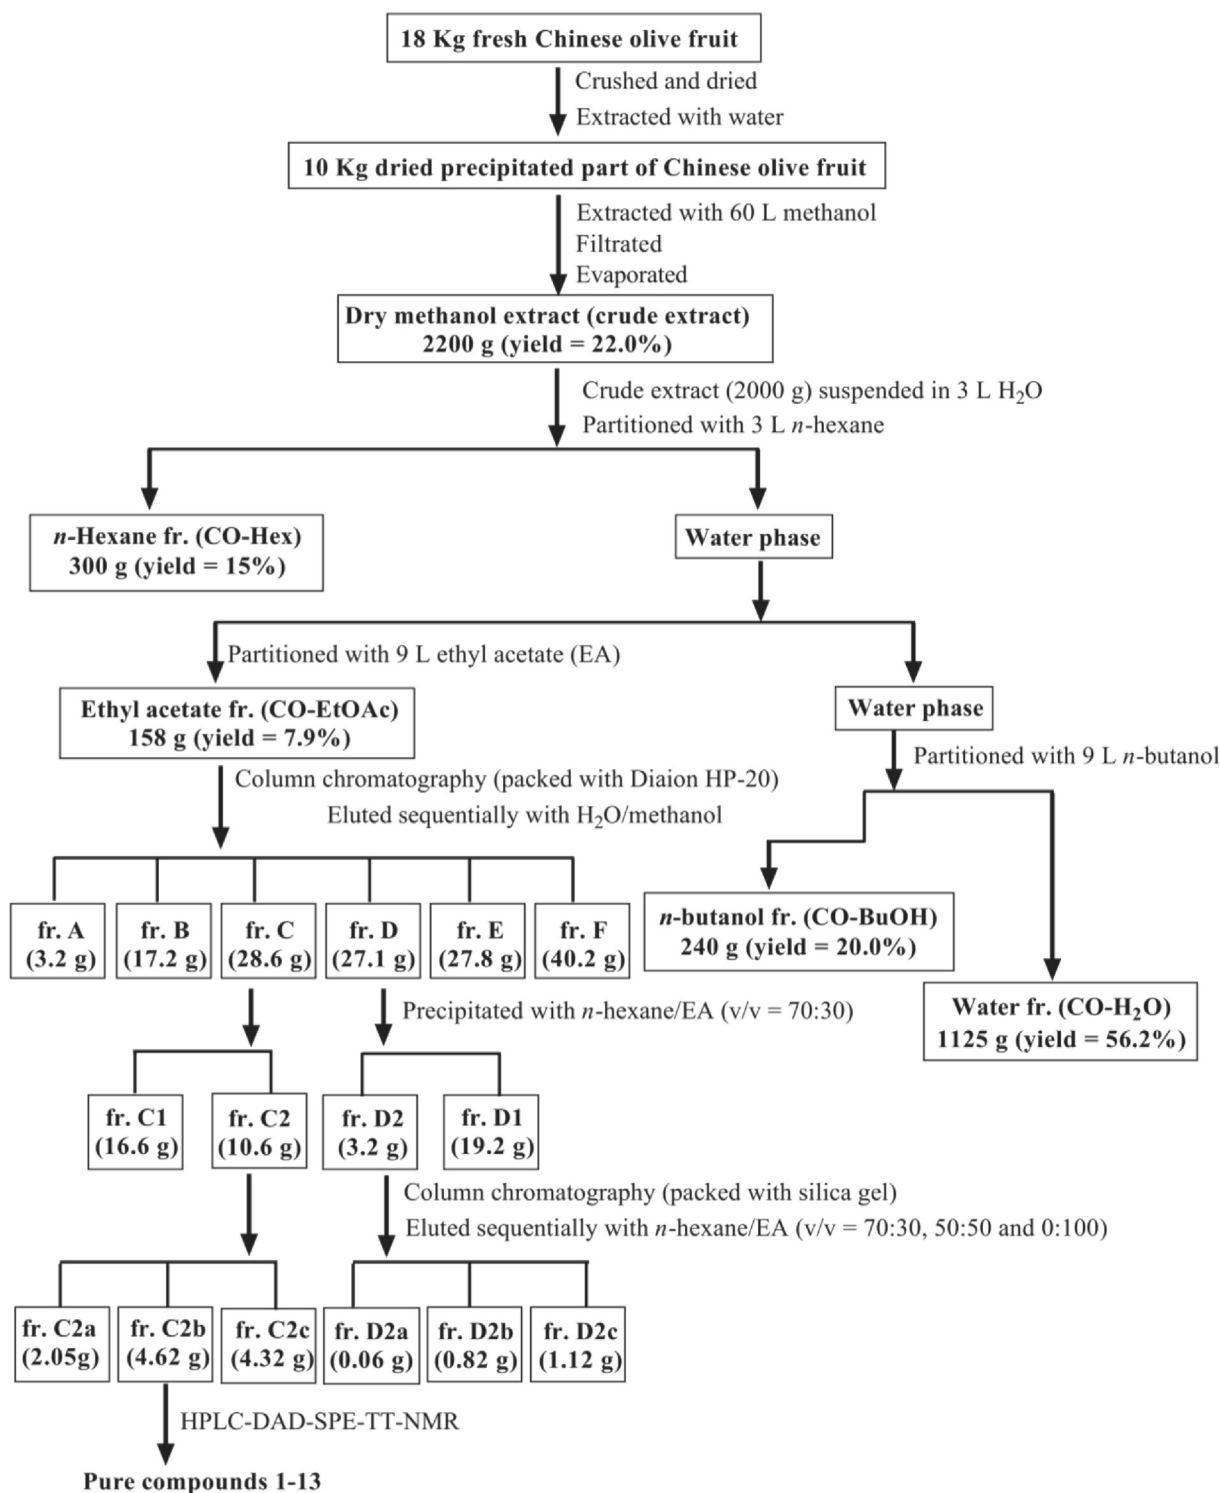 18 Kg fresh Chinese olive fruit
Crushed and dried
Extracted with water
10 Kg dried precipitated part of Chinese olive fruit
Extracted with 60 L methanol
Filtrated
Evaporated
Dry methanol extract (crude extract)
2200 g (yield = 22.0%)
Crude extract (2000 g) suspended in 3 L H₂O
Partitioned with 3 L n-hexane
n-Hexane fr. (CO-Hex)
300 g (yield = 15%)
Water phase
Partitioned with 9 L ethyl acetate (EA)
Ethyl acetate fr. (CO-EtOAc)
158 g (yield = 7.9%)
Water phase
Partitioned with 9 L n-butanol
Column chromatography (packed with Diaion HP-20)
Eluted sequentially with H₂O/methanol
fr. A
(3.2 g)
fr. B
(17.2 g)
fr. C
(28.6 g)
fr. D
(27.1 g)
fr. E
(27.8 g)
fr. F
(40.2 g)
n-butanol fr. (CO-BuOH)
240 g (yield = 20.0%)
Water fr. (CO-H₂O)
1125 g (yield = 56.2%)
Precipitated with n-hexane/EA (v/v = 70:30)
fr. C1
(16.6 g)
fr. C2
(10.6 g)
fr. D2
(3.2 g)
fr. D1
(19.2 g)
Column chromatography (packed with silica gel)
Eluted sequentially with n-hexane/EA (v/v = 70:30, 50:50 and 0:100)
fr. C2a
(2.05g)
fr. C2b
(4.62 g)
fr. C2c
(4.32 g)
fr. D2a
(0.06 g)
fr. D2b
(0.82 g)
fr. D2c
(1.12 g)
HPLC-DAD-SPE-TT-NMR
Pure compounds 1-13